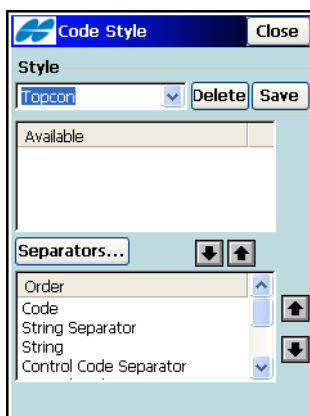 Code Style Close
Style
Topcon Delete Save
Available
Separators...
Order
Code
String Separator
String
Control Code Separator